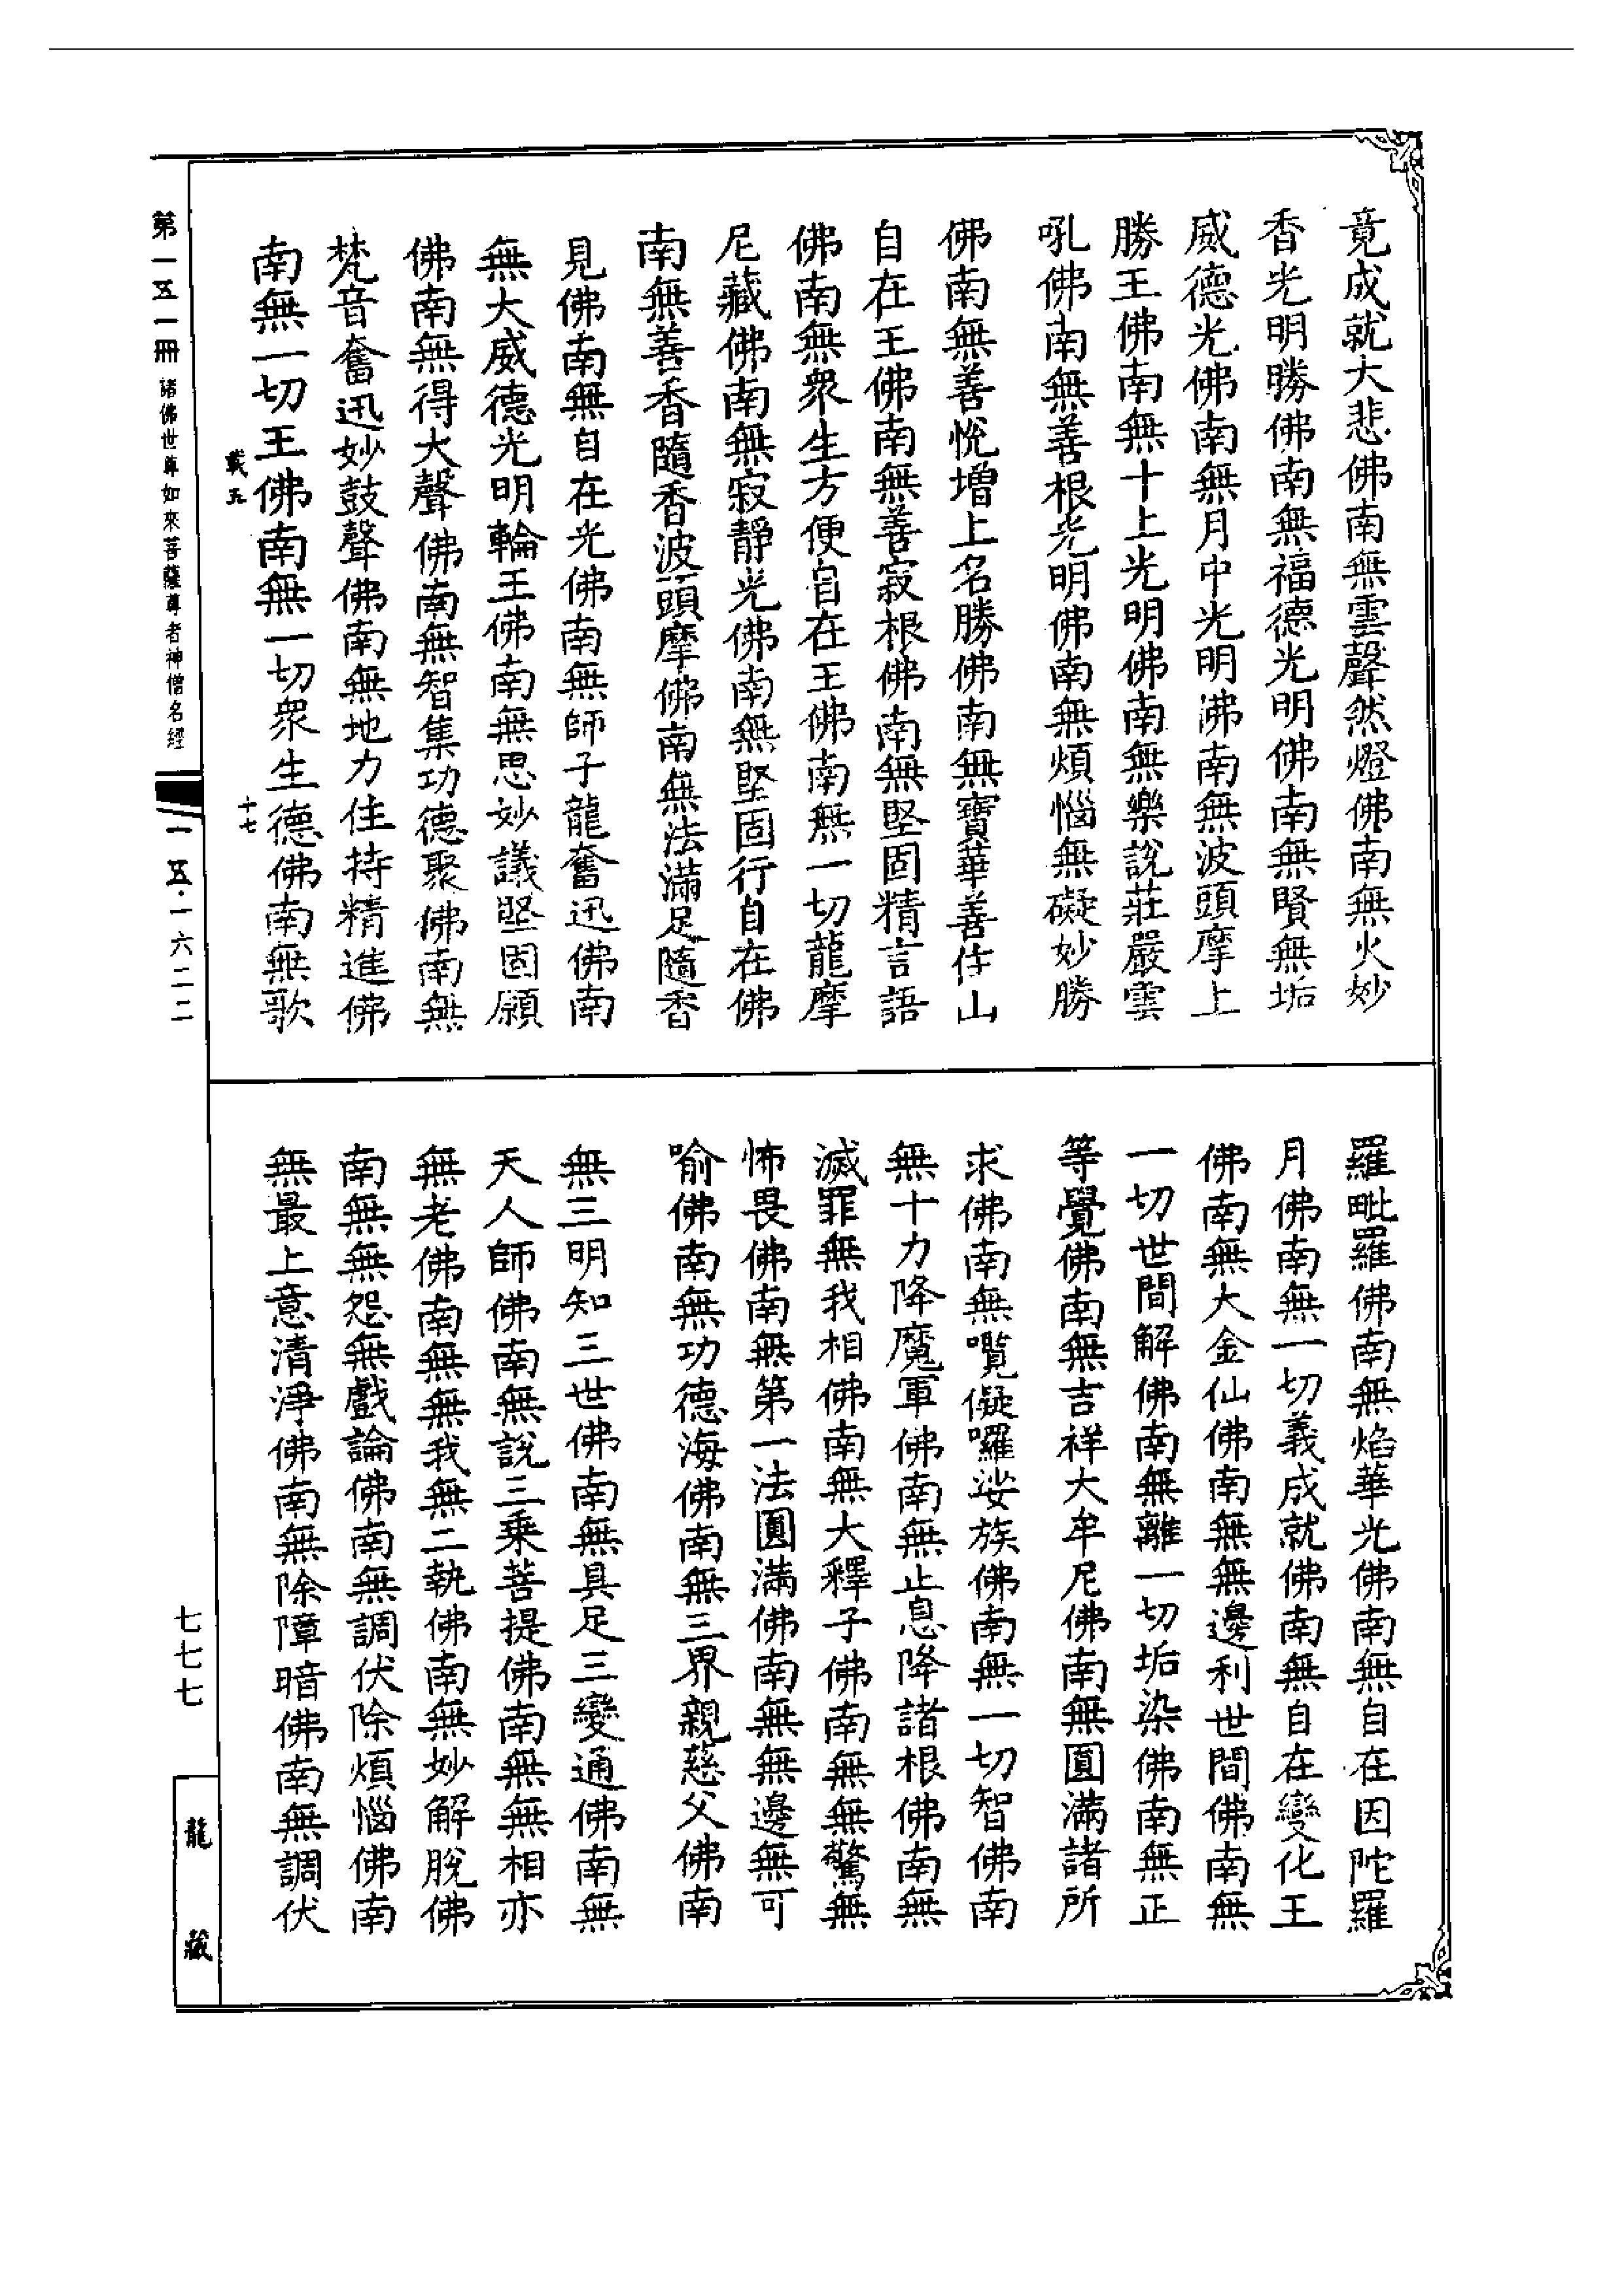 竟成就大悲佛南無雲聲然燈佛南無火妙
香光明勝佛南無福德光明佛南無賢無垢
威德光佛南無月中光明沸南無波頭摩上
勝王佛南無十上光明佛南無樂說莊嚴雲
吼佛南無善根光明佛南無煩惱無礙妙勝
佛南無善悅增上名勝佛南無寶華善住山
自在王佛南無善寂根佛南無堅固精言語
佛南無眾生方便自在王佛南無一切龍摩
尼藏佛南無寂靜光佛南無堅固行自在佛
南無善香隨香波頭摩佛南無法滿足隨香
見佛南無自在光佛南無師子龍奮迅佛南
無大威德光明輪王佛南無思妙議堅固願
佛南無得大聲佛南無智集功德聚佛南無
梵音奮迅妙鼓聲佛南無地力住持精進佛
南無一切王佛南無一切眾生德佛南無歌
羅毗羅佛南無焰華光佛南無自在因陀羅
月佛南無一切義成就佛南無自在變化王
佛南無大金仙佛南無無邊利世間佛南無
一切世間解佛南無離一切垢染佛南無正
等覺佛南無吉祥大牟尼佛南無圓滿諸所
求佛南無囕儗囉娑族佛南無一切智佛南
無十力降魔軍佛南無止息降諸根佛南無
滅罪無我相佛南無大釋子佛南無無驚無
怖畏佛南無第一法圓滿佛南無無邊無可
喻佛南無功德海佛南無三界親慈父佛南
無三明知三世佛南無具足三變通佛南無
天人師佛南無說三乘菩提佛南無無相亦
無老佛南無無我無二執佛南無妙解脫佛
南無無怨無戲論佛南無調伏除煩惱佛南
無最上意清淨佛南無除障暗佛南無調伏
載五
十七
第一五一冊 諸佛世尊如來菩薩尊者神僧名經
一五·一六二二
七七七
龍藏